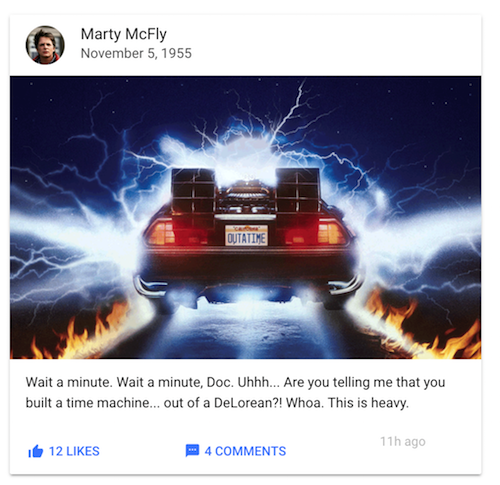 Marty McFly
November 5, 1955
OUTATIME
Wait a minute. Wait a minute, Doc. Uhhh... Are you telling me that you
built a time machine... out of a DeLorean?! Whoa. This is heavy.
12 LIKES
4 COMMENTS
11h ago